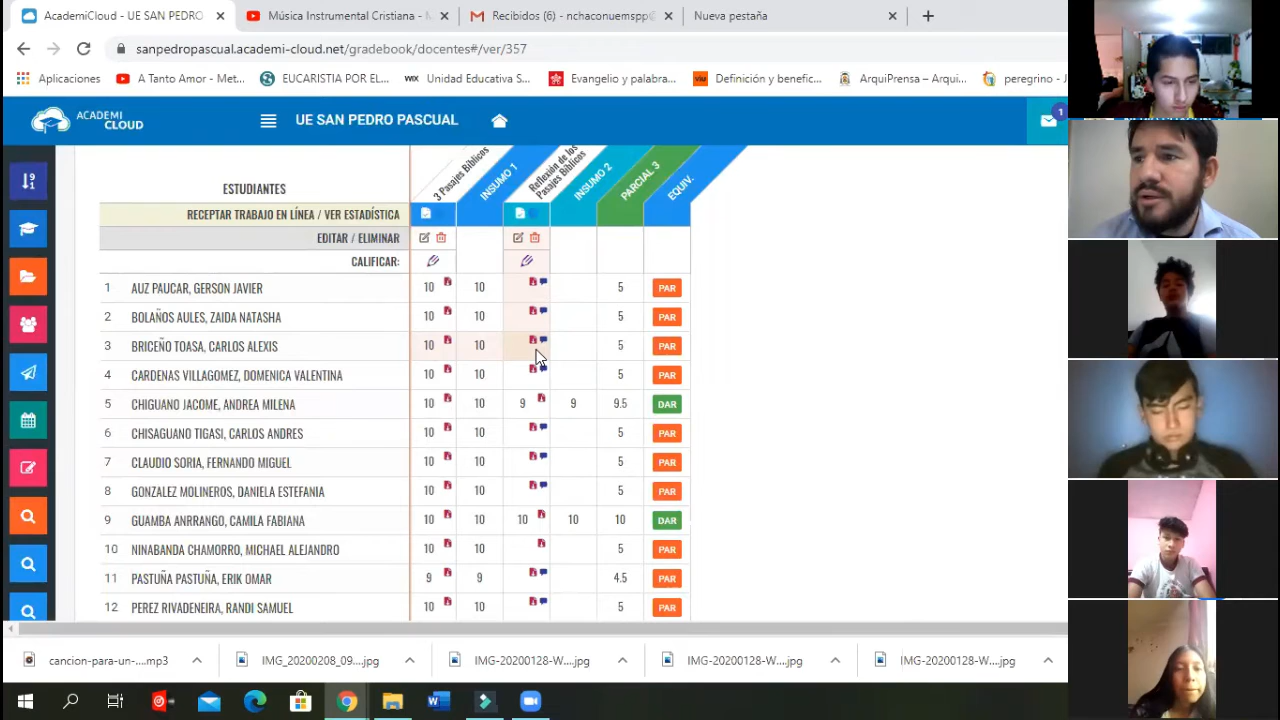 AcademiCloud - UE SAN PEDRO
Música Instrumental Cristiana - M
Recibidos (6) - nchaconuemspp@
Nueva pestaña
sanpedropascual.academi-cloud.net/gradebook/docentes#/ver/357
Aplicaciones
A Tanto Amor - Met...
EUCARISTIA POR EL...
WIX Unidad Educativa S...
Evangelio y palabra...
viu Definición y benefic...
ArquiPrensa – Arqui...
peregrino - J
ACADEMI CLOUD
UE SAN PEDRO PASCUAL
1
ESTUDIANTES
3 Pasajes Bíblicos
INSUMO 1
Reflexión de los Pasajes Bíblicos
INSUMO 2
PARCIAL 3
EQUIV.
RECEPTAR TRABAJO EN LÍNEA / VER ESTADÍSTICA
EDITAR / ELIMINAR
CALIFICAR:
1 AUZ PAUCAR, GERSON JAVIER 10 10 5 PAR
2 BOLAÑOS AULES, ZAIDA NATASHA 10 10 5 PAR
3 BRICEÑO TOASA, CARLOS ALEXIS 10 10 5 PAR
4 CARDENAS VILLAGOMEZ, DOMENICA VALENTINA 10 10 5 PAR
5 CHIGUANO JACOME, ANDREA MILENA 10 10 9 9 9.5 DAR
6 CHISAGUANO TIGASI, CARLOS ANDRES 10 10 5 PAR
7 CLAUDIO SORIA, FERNANDO MIGUEL 10 10 5 PAR
8 GONZALEZ MOLINEROS, DANIELA ESTEFANIA 10 10 5 PAR
9 GUAMBA ANRRANGO, CAMILA FABIANA 10 10 10 10 10 DAR
10 NINABANDA CHAMORRO, MICHAEL ALEJANDRO 10 10 5 PAR
11 PASTUÑA PASTUÑA, ERIK OMAR 9 9 4.5 PAR
12 PEREZ RIVADENEIRA, RANDI SAMUEL 10 10 5 PAR
cancion-para-un-....mp3
IMG_20200208_09....jpg
IMG-20200128-W....jpg
IMG-20200128-W....jpg
IMG-20200128-W....jpg